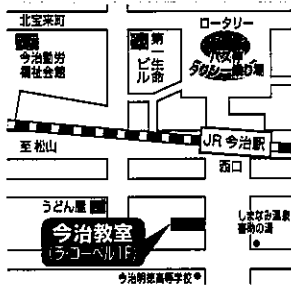 北宝来町
ロータリー
今治勤労
福祉会館
第一生命
ビル
バス停
タクシー乗り場
JR 今治駅
至松山
西口
うどん屋
今治教室
(ラ・コーペル1F)
しまなみ温泉
喜助の湯
今治明徳高等学校